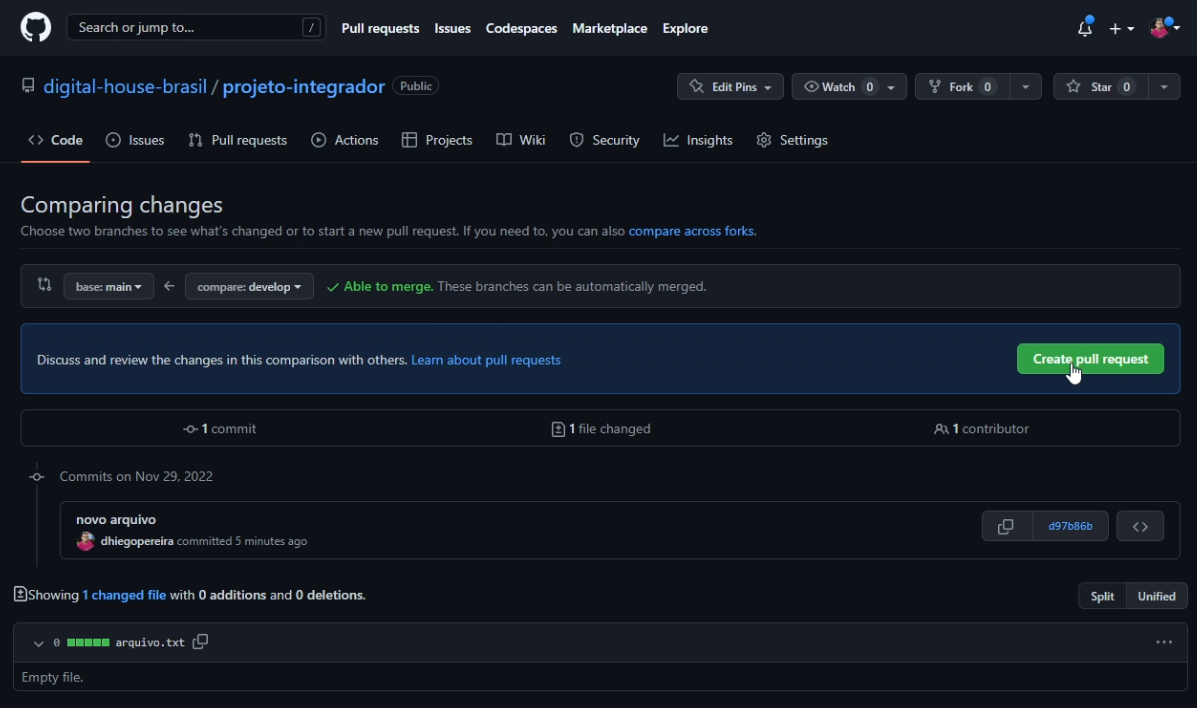 Search or jump to... / Pull requests Issues Codespaces Marketplace Explore
digital-house-brasil / projeto-integrador Public Edit Pins Watch 0 Fork 0 Star 0
Code Issues Pull requests Actions Projects Wiki Security Insights Settings
Comparing changes
Choose two branches to see what's changed or to start a new pull request. If you need to, you can also compare across forks.
base: main compare: develop Able to merge. These branches can be automatically merged.
Discuss and review the changes in this comparison with others. Learn about pull requests Create pull request
1 commit 1 file changed 1 contributor
Commits on Nov 29, 2022
novo arquivo
d97b86b
dhiegopereira committed 5 minutes ago
Showing 1 changed file with 0 additions and 0 deletions. Split Unified
0 arquivo.txt
Empty file.